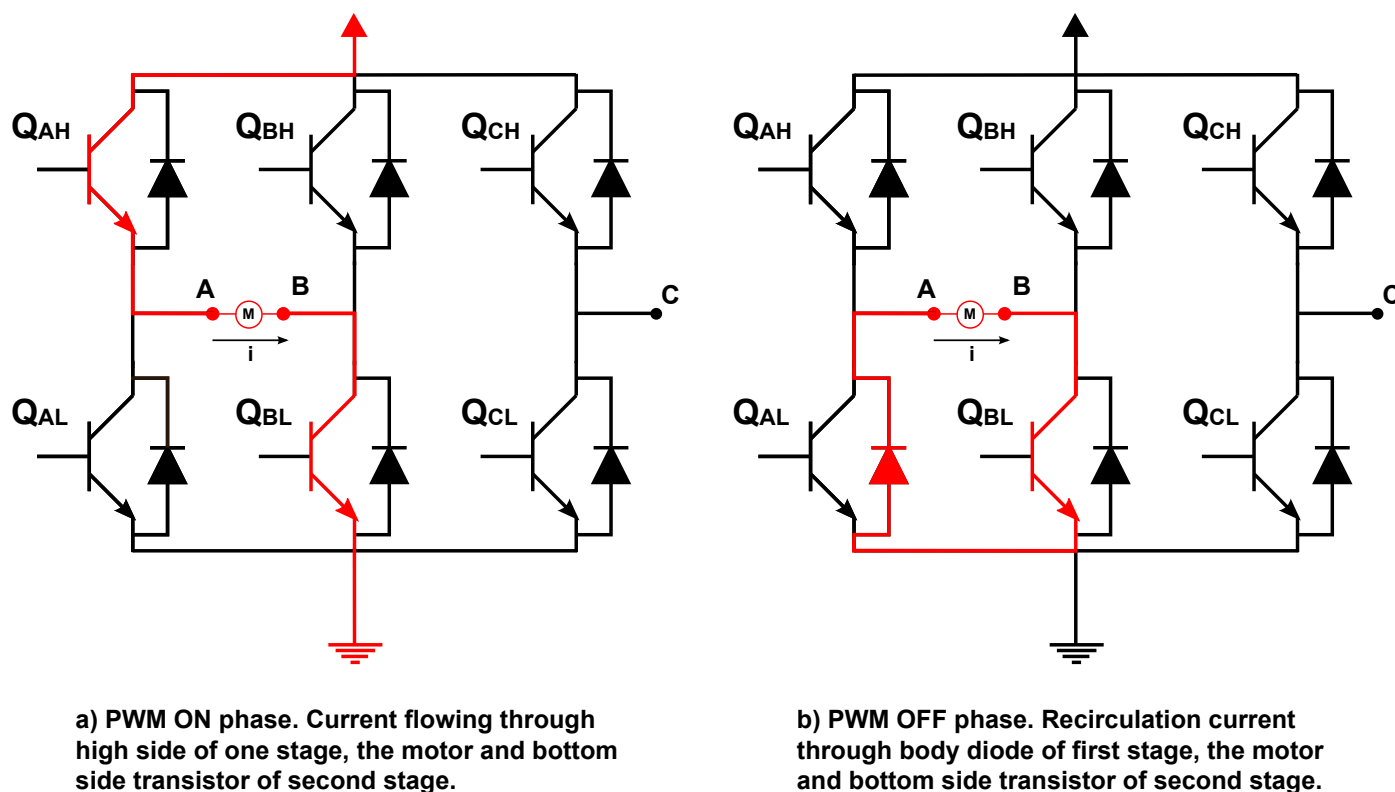 QAH QBH QCH QAH QBH QCH
A M B C A M B C
i i
QAL QBL QCL QAL QBL QCL
a) PWM ON phase. Current flowing through
high side of one stage, the motor and bottom
side transistor of second stage.
b) PWM OFF phase. Recirculation current
through body diode of first stage, the motor
and bottom side transistor of second stage.